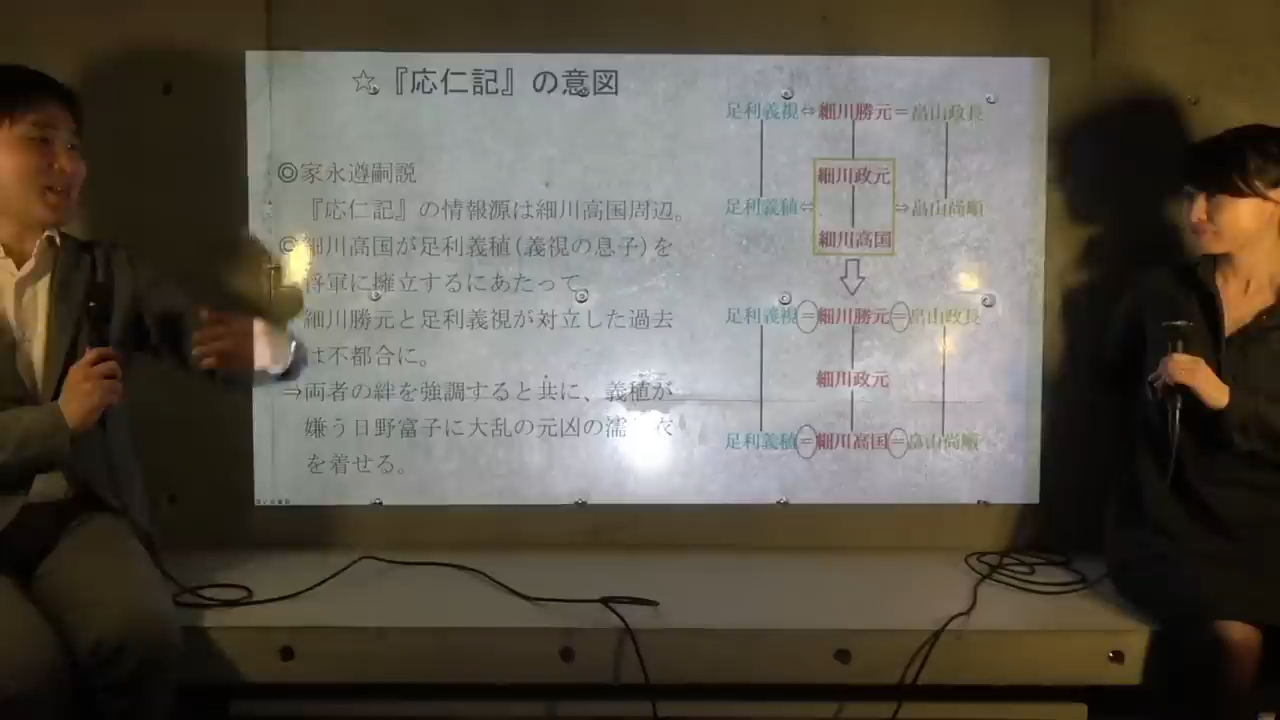 ☆『応仁記』の意図
◎家永遵嗣説
『応仁記』の情報源は細川高国周辺。
◎細川高国が足利義稙(義視の息子)を
将軍に擁立するにあたって、
細川勝元と足利義視が対立した過去
は不都合に。
⇒両者の絆を強調すると共に、義稙が
嫌う日野富子に大乱の元凶の濡 衣
を着せる。
足利義視⇔細川勝元＝畠山政長
細川政元
足利義稙⇔ ⇔畠山尚順
細川高国
足利義視＝細川勝元＝畠山政長
細川政元
足利義稙＝細川高国＝畠山尚順